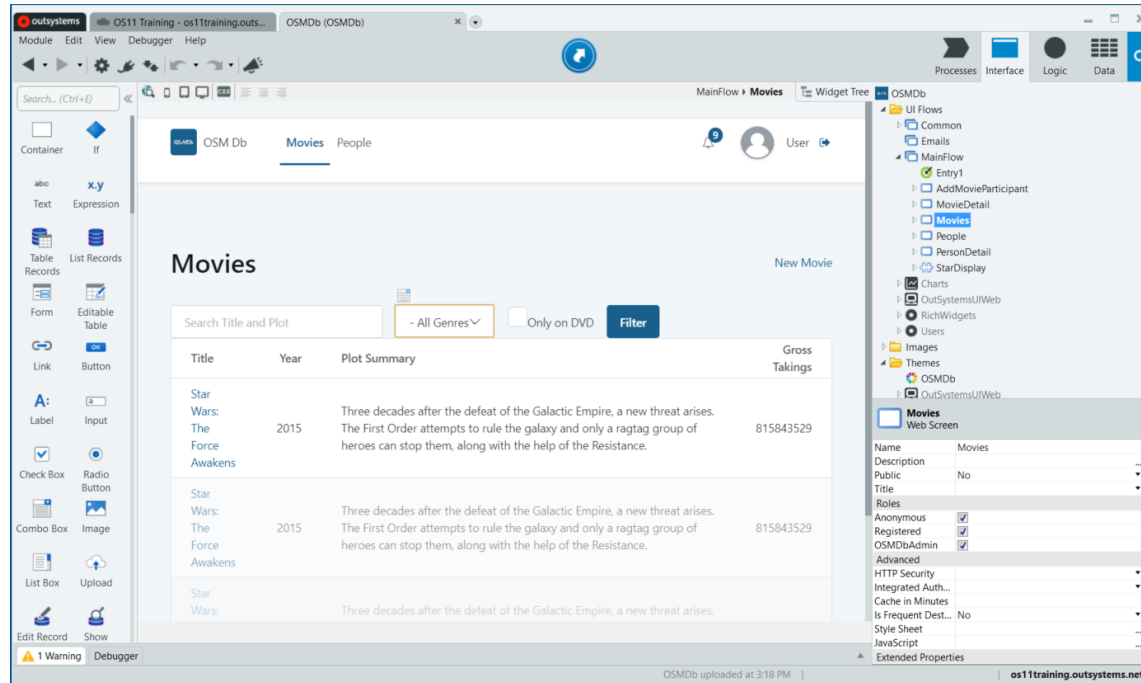 outsystems
OS11 Training - os11training.outs...
OSMDb (OSMDb)
Module Edit View Debugger Help
Processes Interface Logic Data
Search... (Ctrl+E)
MainFlow Movies
Widget Tree
Container
If
abc
x.y
Text
Expression
Table Records
List Records
Form
Editable Table
Link
OK
Button
A:
Label
Input
Check Box
Radio Button
Combo Box
Image
List Box
Upload
Edit Record
Show
OSM Db
Movies People
9
User
Movies
New Movie
Search Title and Plot
- All Genres
Only on DVD
Filter
Title Year Plot Summary Gross Takings
Star Wars: The Force Awakens
2015
Three decades after the defeat of the Galactic Empire, a new threat arises.
The First Order attempts to rule the galaxy and only a ragtag group of
heroes can stop them, along with the help of the Resistance.
815843529
Star Wars: The Force Awakens
2015
Three decades after the defeat of the Galactic Empire, a new threat arises.
The First Order attempts to rule the galaxy and only a ragtag group of
heroes can stop them, along with the help of the Resistance.
815843529
Star
Wars:
Three decades after the defeat of the Galactic Empire, a new threat arises.
OSMDb
UI Flows
Common
Emails
MainFlow
Entry1
AddMovieParticipant
MovieDetail
Movies
People
PersonDetail
StarDisplay
Charts
OutSystemsUIWeb
RichWidgets
Users
Images
Themes
OSMDb
OutSystemsUIWeb
Movies
Web Screen
Name Movies
Description ...
Public No
Title
Roles
Anonymous
Registered
OSMDbAdmin
Advanced
HTTP Security
Integrated Auth...
Cache in Minutes
Is Frequent Dest... No
Style Sheet ...
JavaScript ...
Extended Properties
1 Warning Debugger
OSMDb uploaded at 3:18 PM
os11training.outsystems.net